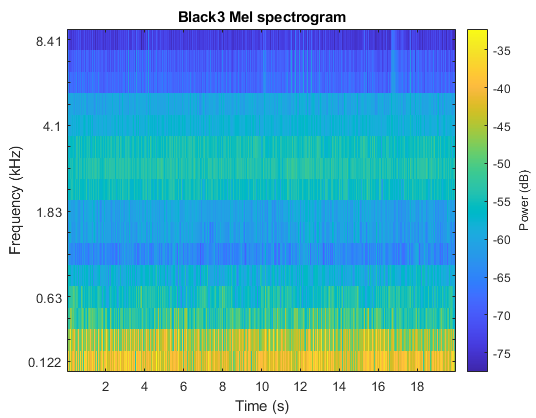 Black3 Mel spectrogram
8.41
4.1
1.83
0.63
0.122
Frequency (kHz)
2 4 6 8 10 12 14 16 18
Time (s)
-35
-40
-45
-50
-55
-60
-65
-70
-75
Power (dB)